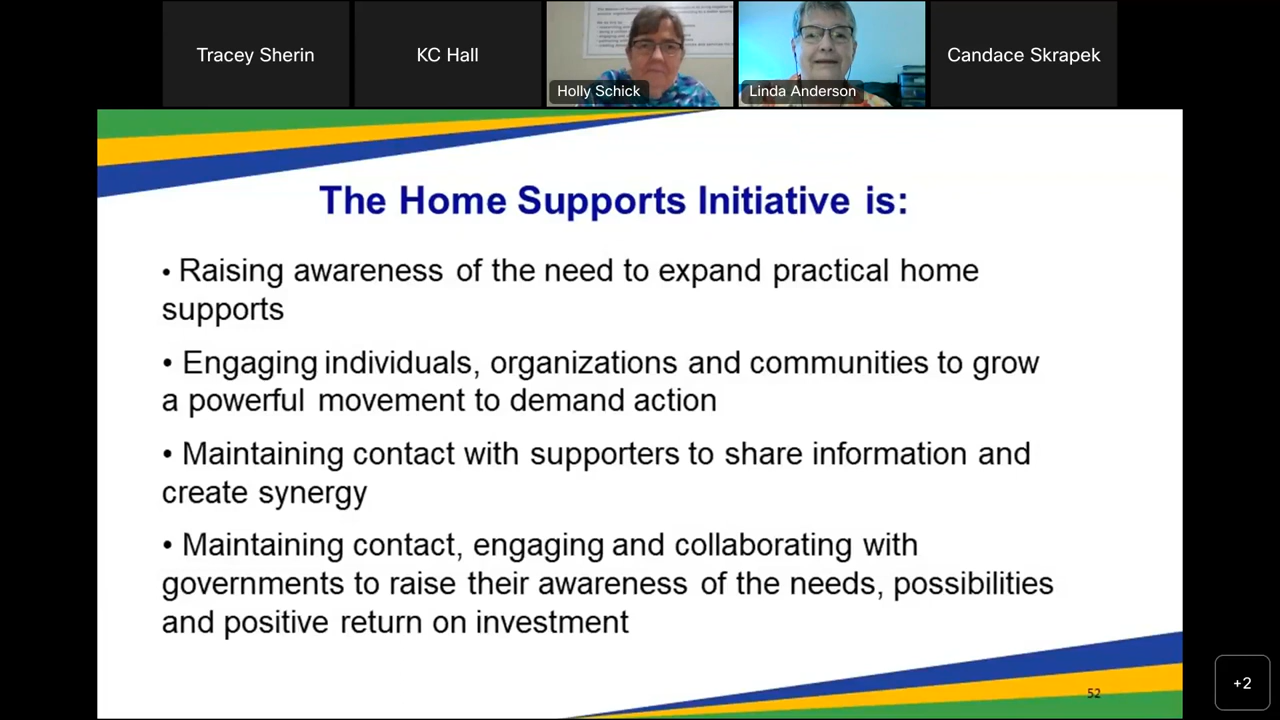 Tracey Sherin
KC Hall
Holly Schick
Linda Anderson
Candace Skrapek
The Home Supports Initiative is:
• Raising awareness of the need to expand practical home
supports
• Engaging individuals, organizations and communities to grow
a powerful movement to demand action
• Maintaining contact with supporters to share information and
create synergy
• Maintaining contact, engaging and collaborating with
governments to raise their awareness of the needs, possibilities
and positive return on investment
52
+2